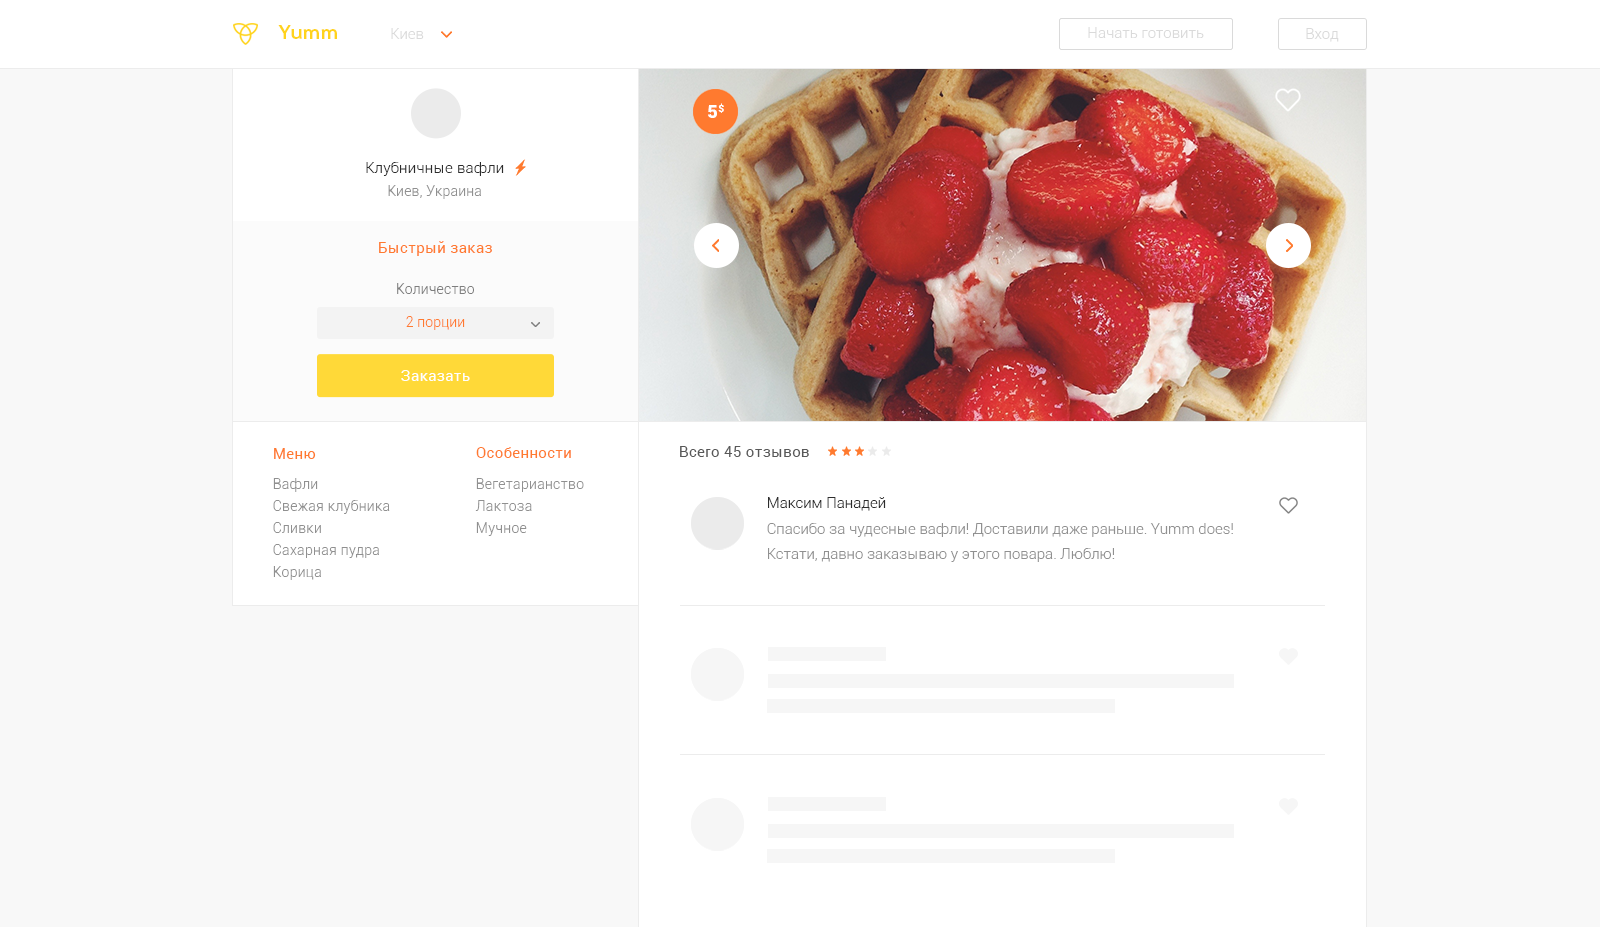 Yumm
Киев
Начать готовить
Вход
Клубничные вафли
Киев, Украина
Быстрый заказ
Количество
2 порции
Заказать
Меню
Вафли
Свежая клубника
Сливки
Сахарная пудра
Корица
Особенности
Вегетарианство
Лактоза
Мучное
5$
Всего 45 отзывов
Максим Панадей
Спасибо за чудесные вафли! Доставили даже раньше. Yumm does!
Кстати, давно заказываю у этого повара. Люблю!